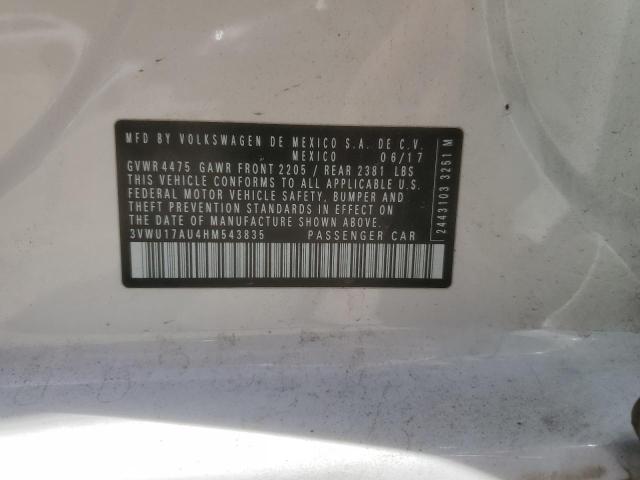 MFD BY VOLKSWAGEN DE MEXICO S.A. DE C.V.
MEXICO 06/17
GVWR 4475 GAWR FRONT 2205 / REAR 2381 LBS
THIS VEHICLE CONFORMS TO ALL APPLICABLE U.S.
FEDERAL MOTOR VEHICLE SAFETY, BUMPER AND
THEFT PREVENTION STANDARDS IN EFFECT ON
THE DATE OF MANUFACTURE SHOWN ABOVE.
3VWU17AU4HM543835 PASSENGER CAR
2443103 3251 M